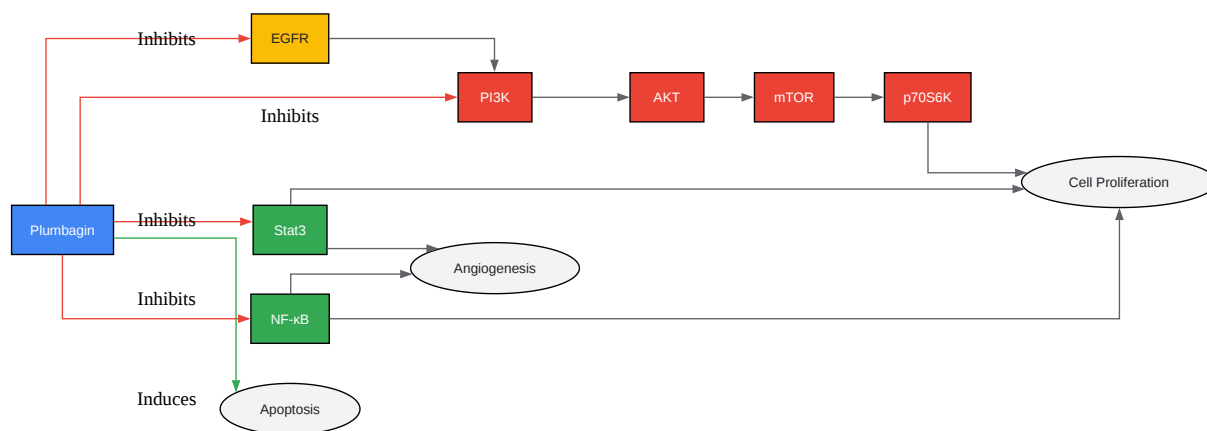 Inhibits
EGFR
PI3K
AKT
mTOR
p70S6K
Inhibits
Cell Proliferation
Plumbagin
Inhibits
Stat3
Angiogenesis
Inhibits
NF-κB
Induces
Apoptosis